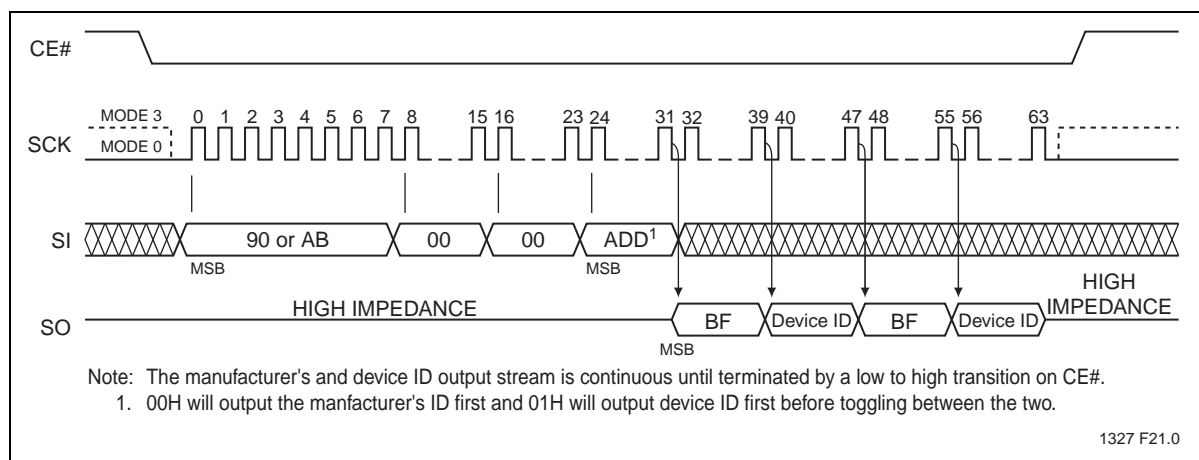 CE#
MODE 3 0 1 2 3 4 5 6 7 8 15 16 23 24 31 32 39 40 47 48 55 56 63
SCK MODE 0
SI 90 or AB 00 00 ADD1
MSB MSB
HIGH
SO HIGH IMPEDANCE BF Device ID BF Device ID IMPEDANCE
MSB
Note: The manufacturer's and device ID output stream is continuous until terminated by a low to high transition on CE#.
1. 00H will output the manfacturer's ID first and 01H will output device ID first before toggling between the two.
1327 F21.0